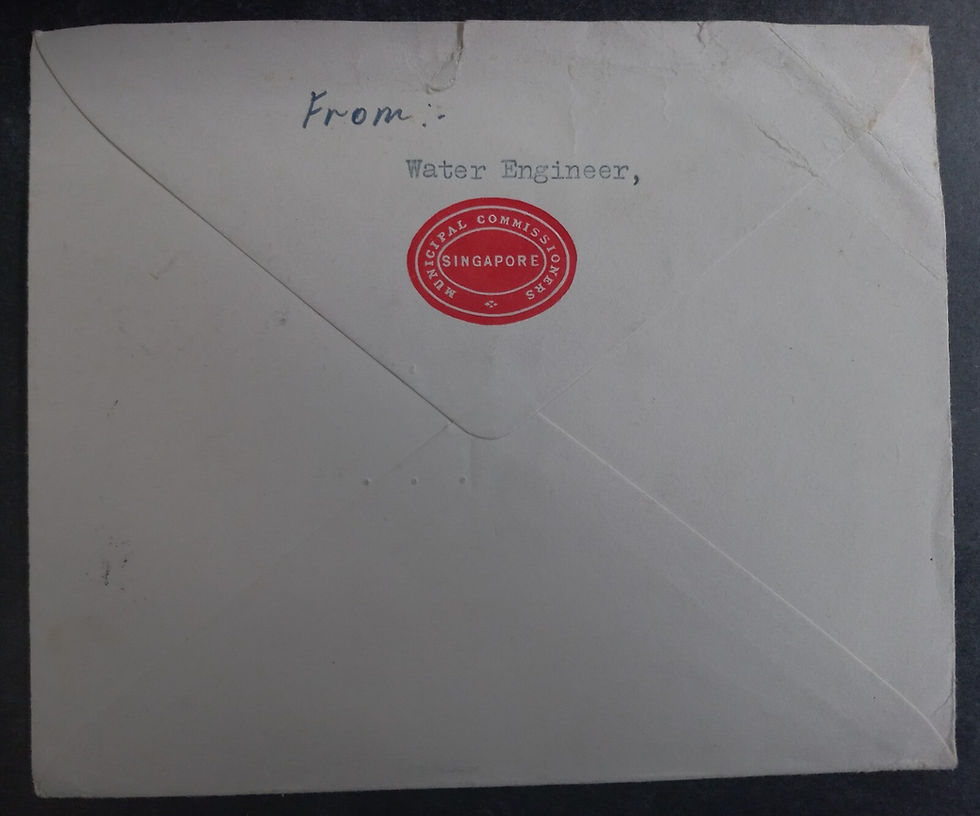 From :-
Water Engineer,
MUNICIPAL COMMISSIONERS
SINGAPORE